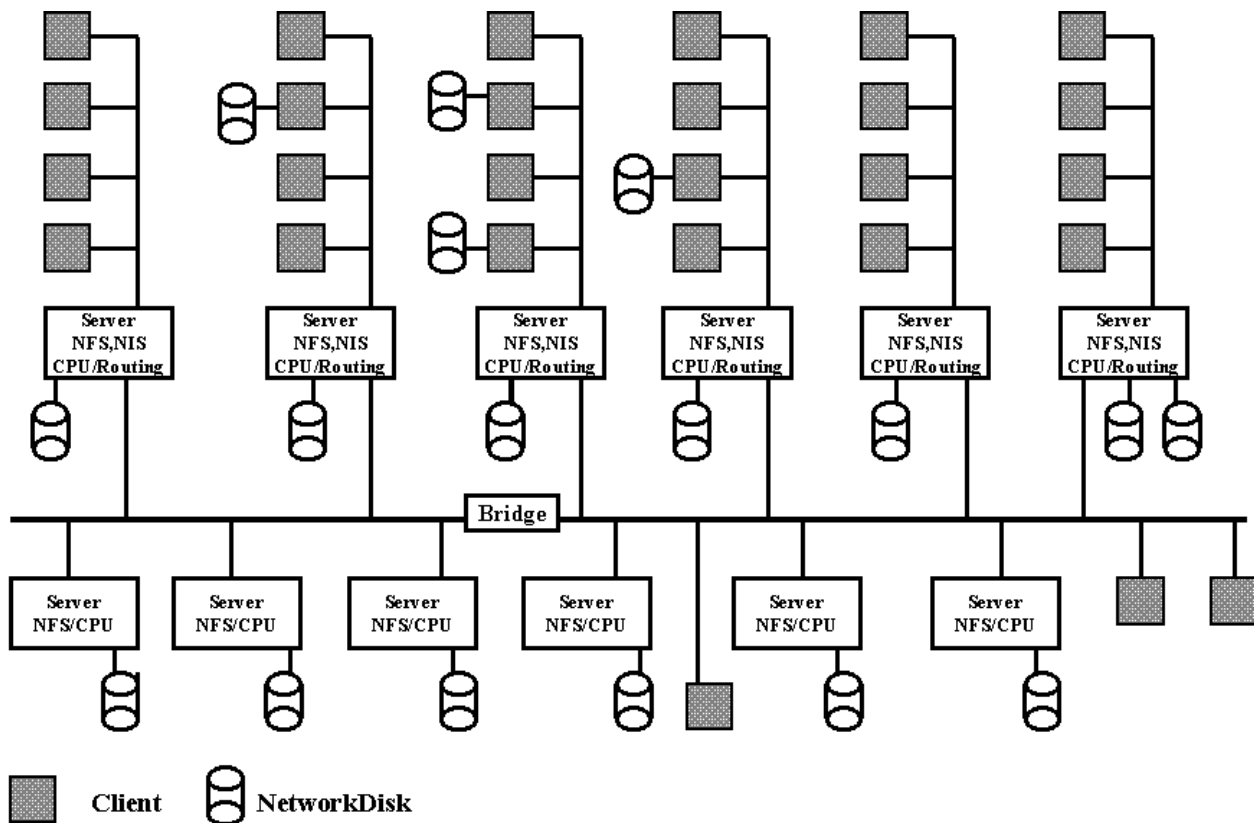 Server
NFS,NIS
CPU/Routing
Server
NFS,NIS
CPU/Routing
Server
NFS,NIS
CPU/Routing
Server
NFS,NIS
CPU/Routing
Server
NFS,NIS
CPU/Routing
Server
NFS,NIS
CPU/Routing
Bridge
Server
NFS/CPU
Server
NFS/CPU
Server
NFS/CPU
Server
NFS/CPU
Server
NFS/CPU
Server
NFS/CPU
Client
NetworkDisk